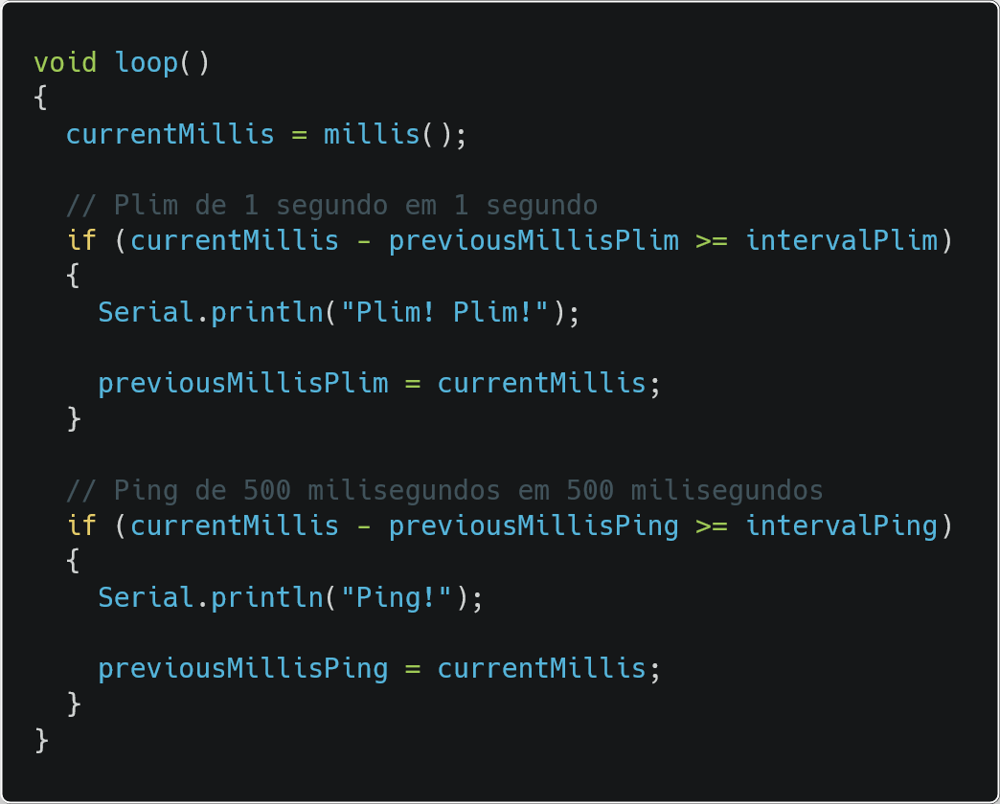 void loop()
{
  currentMillis = millis();

  // Plim de 1 segundo em 1 segundo
  if (currentMillis - previousMillisPlim >= intervalPlim)
  {
    Serial.println("Plim! Plim!");

    previousMillisPlim = currentMillis;
  }

  // Ping de 500 milisegundos em 500 milisegundos
  if (currentMillis - previousMillisPing >= intervalPing)
  {
    Serial.println("Ping!");

    previousMillisPing = currentMillis;
  }
}